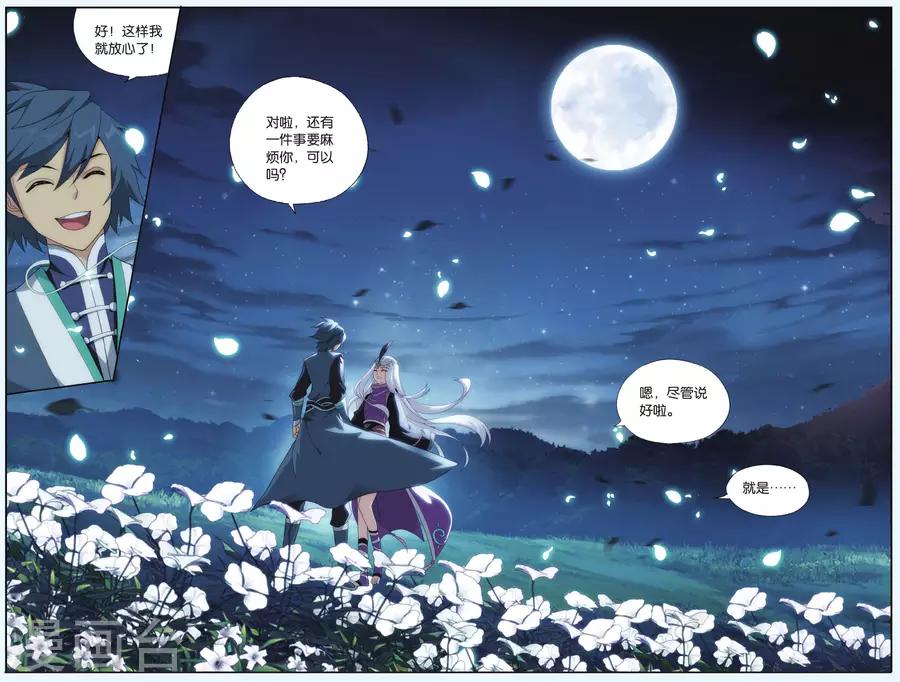 好！这样我
就放心了！
对啦，还有
一件事要麻
烦你，可以
吗？
嗯，尽管说
好啦。
就是……
漫画台